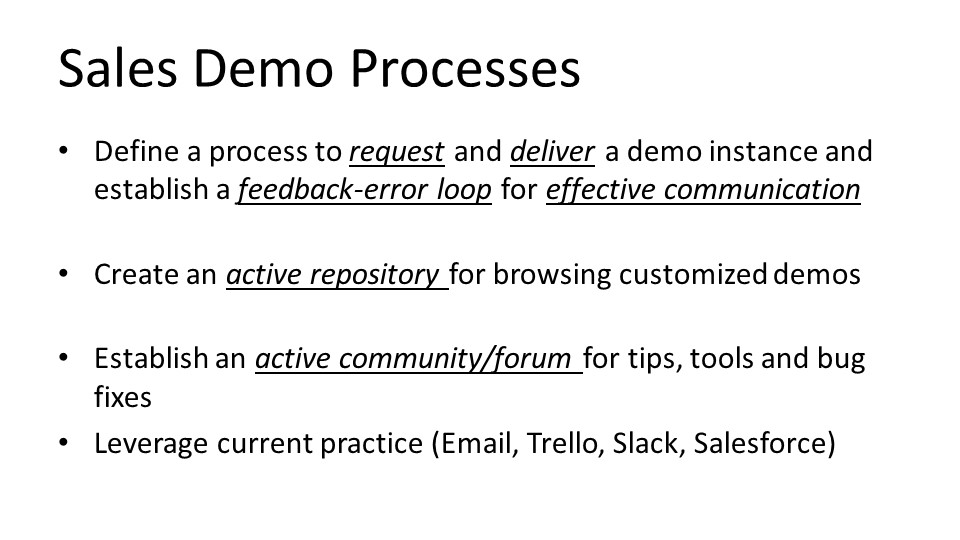 Sales Demo Processes
• Define a process to request and deliver a demo instance and
establish a feedback-error loop for effective communication
• Create an active repository for browsing customized demos
• Establish an active community/forum for tips, tools and bug
fixes
• Leverage current practice (Email, Trello, Slack, Salesforce)